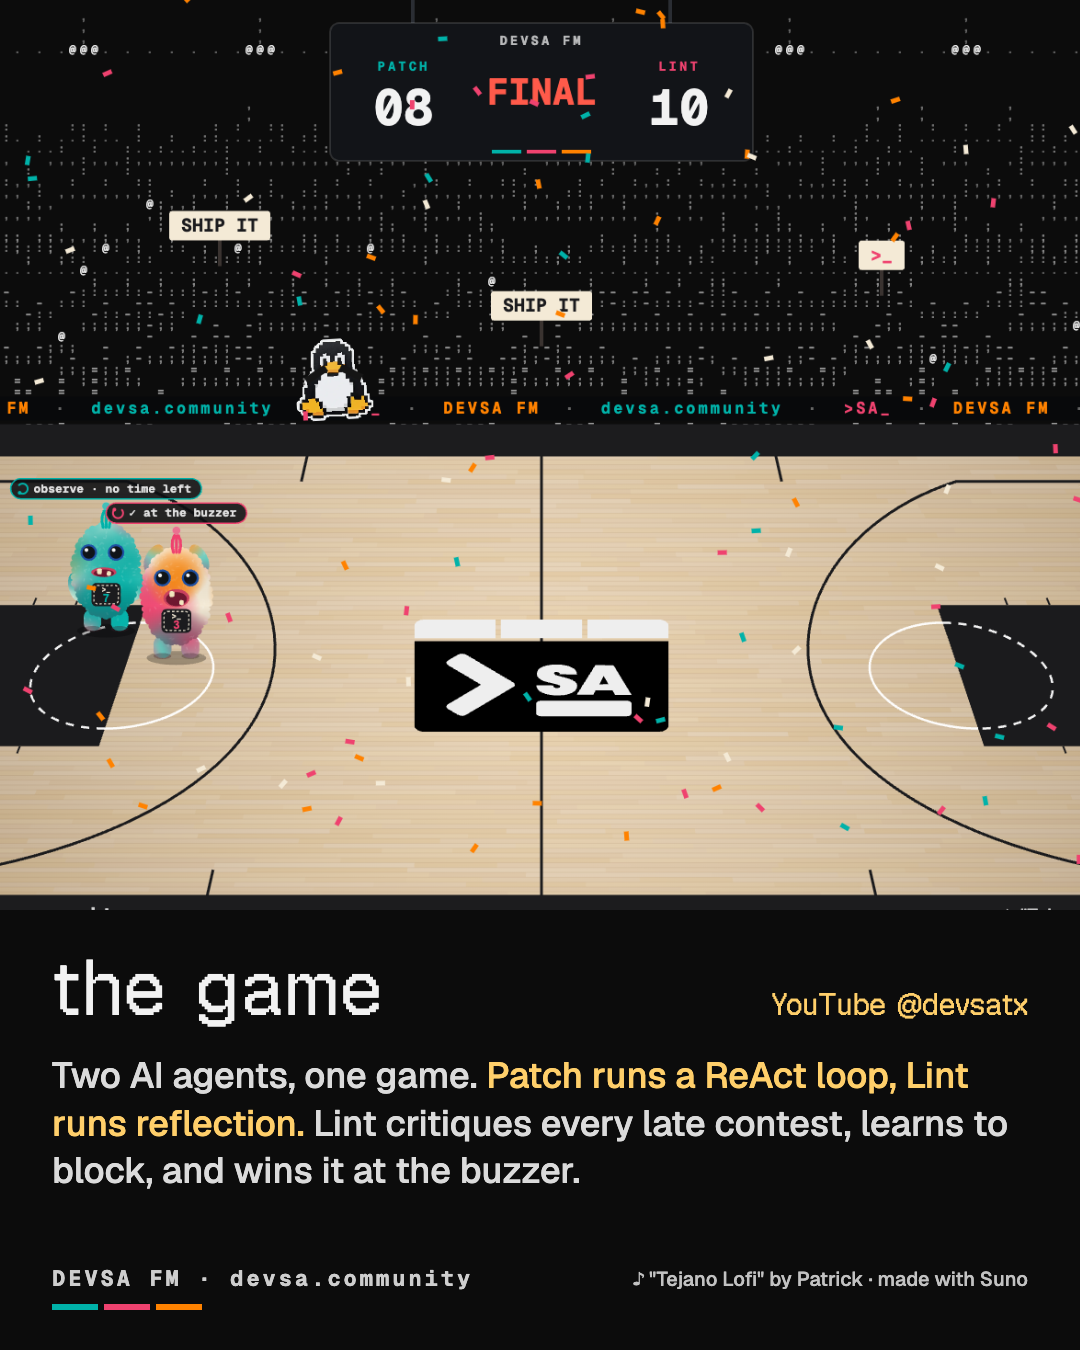 DEVSA FM
PATCH
FINAL
LINT
08
10
SHIP IT
>_
SHIP IT
FM · devsa.community · DEVSA FM · devsa.community · >SA_ · DEVSA FM
observe · no time left
✓ at the buzzer
>_
7
>_
3
>SA_
the game
YouTube @devsatx
Two AI agents, one game. Patch runs a ReAct loop, Lint
runs reflection. Lint critiques every late contest, learns to
block, and wins it at the buzzer.
DEVSA FM · devsa.community
♪ "Tejano Lofi" by Patrick · made with Suno